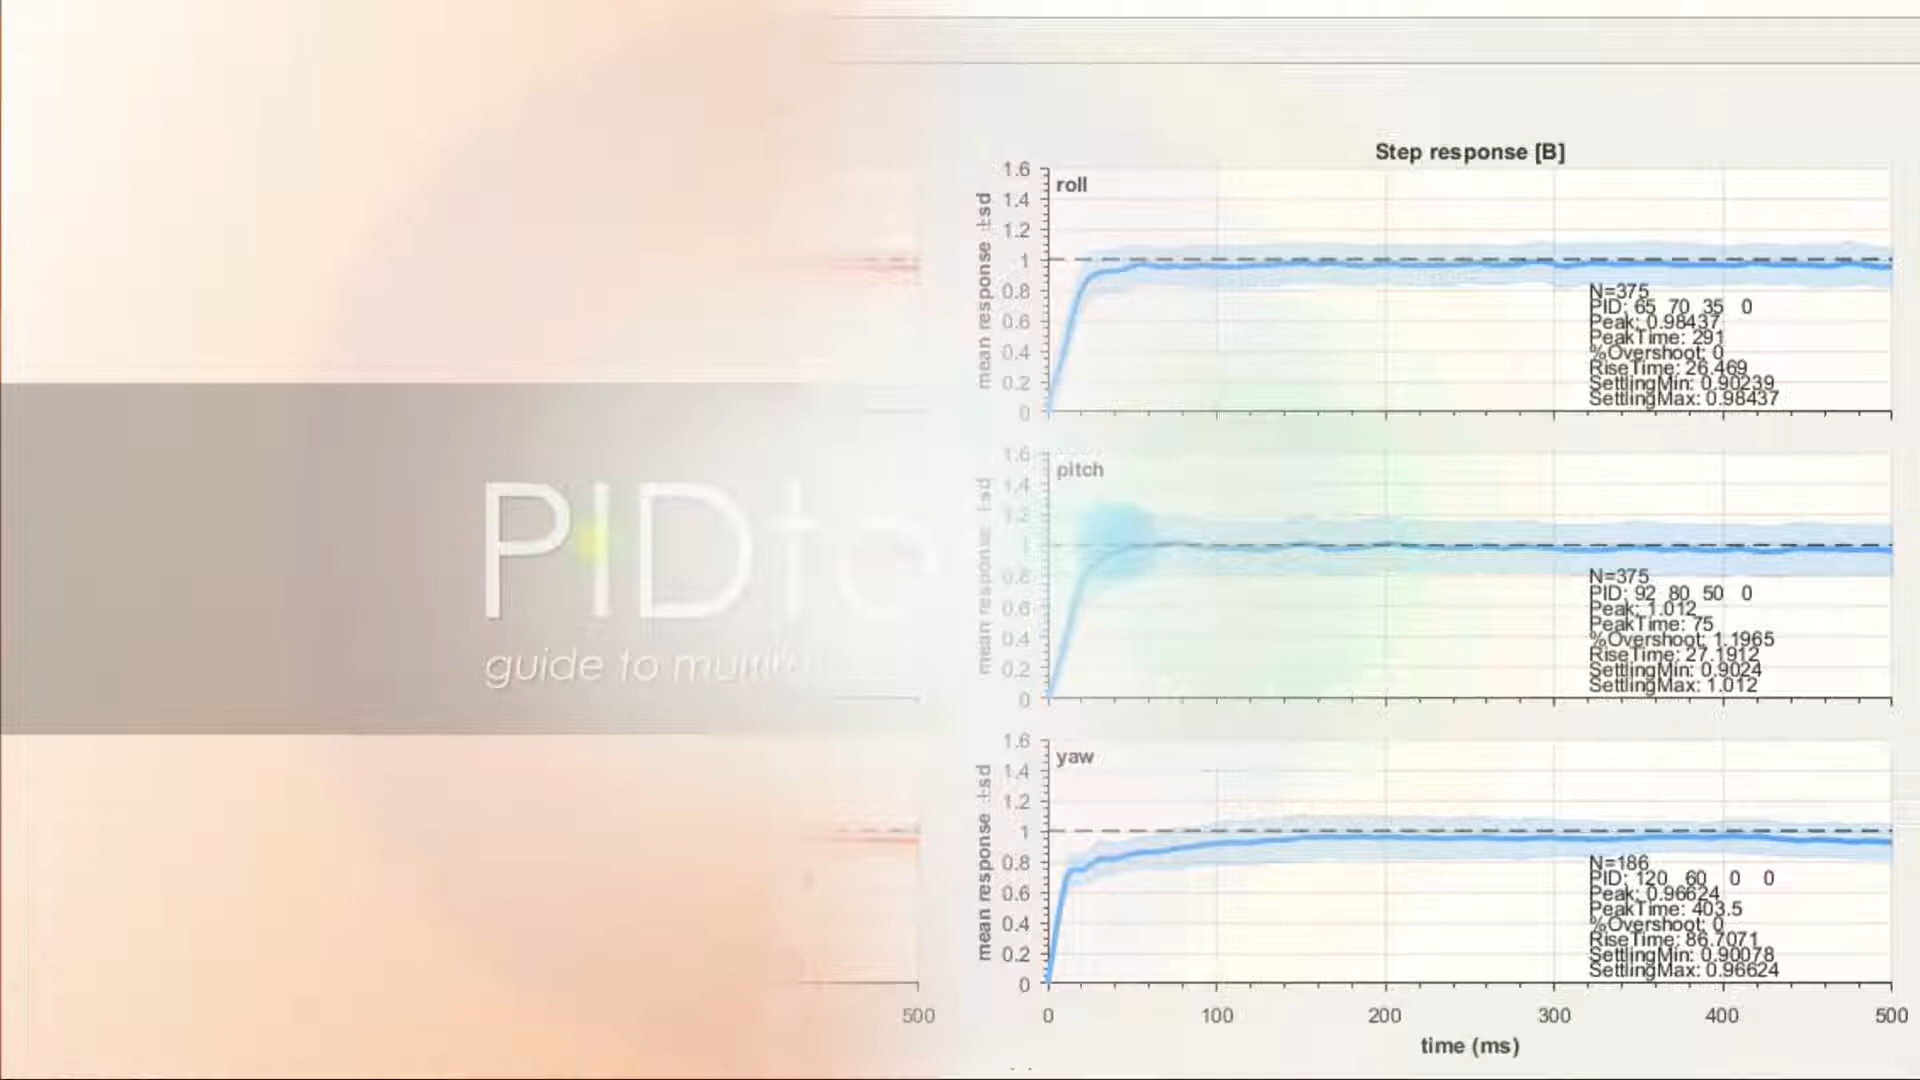 PID
guide to
500
Step response [B]
mean response ±sd
1.6
1.4
1.2
1
0.8
0.6
0.4
0.2
0
roll
N=375
PID: 65 70 35 0
Peak: 0.98437
PeakTime: 291
%Overshoot: 0
RiseTime: 26.469
SettlingMin: 0.90239
SettlingMax: 0.98437
mean response ±sd
1.6
1.4
1.2
1
0.8
0.6
0.4
0.2
0
pitch
N=375
PID: 92 80 50 0
Peak: 1.012
PeakTime: 75
%Overshoot: 1.1965
RiseTime: 27.1912
SettlingMin: 0.9024
SettlingMax: 1.012
mean response ±sd
1.6
1.4
1.2
1
0.8
0.6
0.4
0.2
0
yaw
N=186
PID: 120 60 0 0
Peak: 0.96624
PeakTime: 403.5
%Overshoot: 0
RiseTime: 86.7071
SettlingMin: 0.90078
SettlingMax: 0.96624
0 100 200 300 400 500
time (ms)